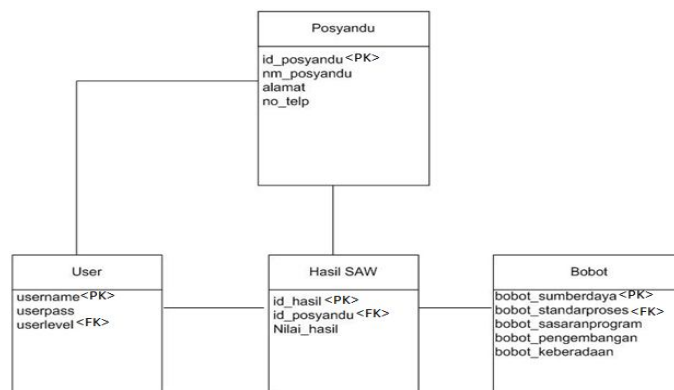 Posyandu
id_posyandu <PK>
nm_posyandu
alamat
no_telp
User
username <PK>
userpass
userlevel <FK>
Hasil SAW
id_hasil <PK>
id_posyandu <FK>
Nilai_hasil
Bobot
bobot_sumberdaya <PK>
bobot_standarproses <FK>
bobot_sasaranprogram
bobot_pengembangan
bobot_keberadaan